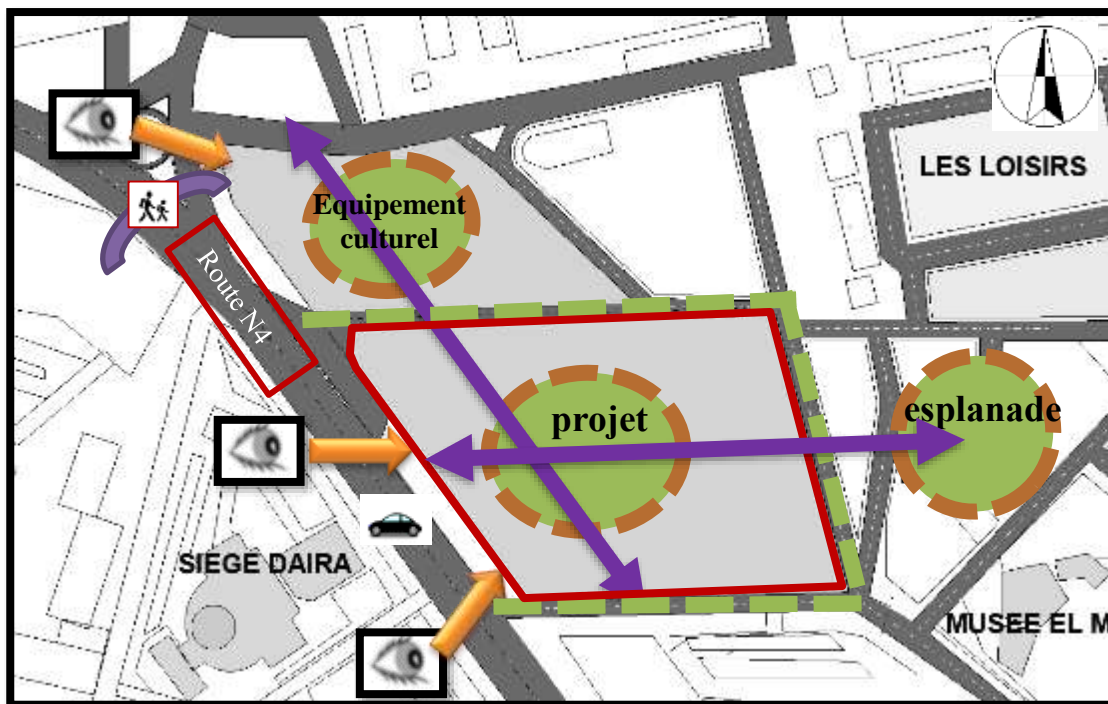 LES LOISIRS
Equipement
culturel
Route N4
projet
esplanade
SIEGE DAIRA
MUSEE EL M